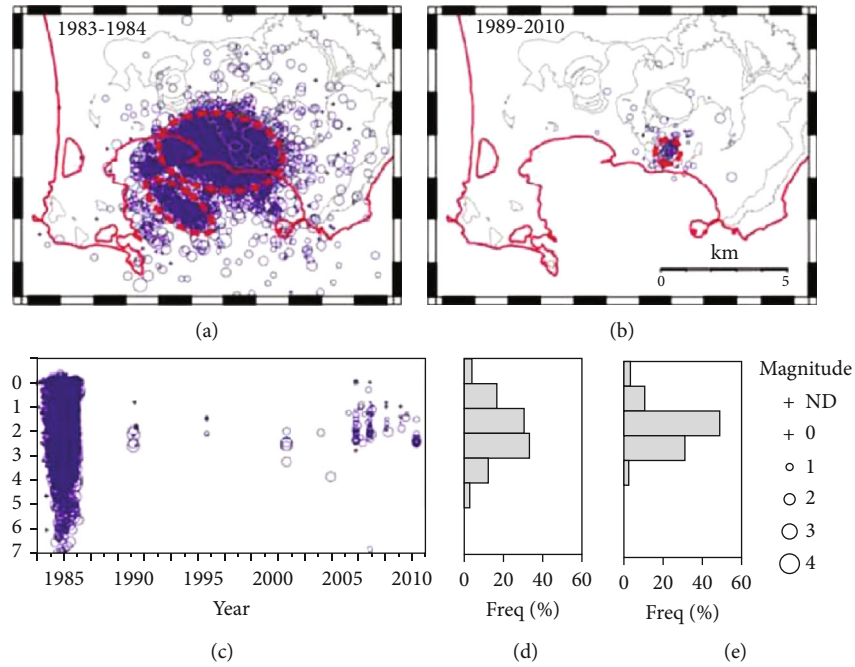 1983-1984
1989-2010
km
0 5
(a)
(b)
0
1
2
3
4
5
6
7
1985 1990 1995 2000 2005 2010
Year
(c)
0 20 40 60
Freq (%)
(d)
0 20 40 60
Freq (%)
(e)
Magnitude
+ ND
+ 0
1
2
3
4